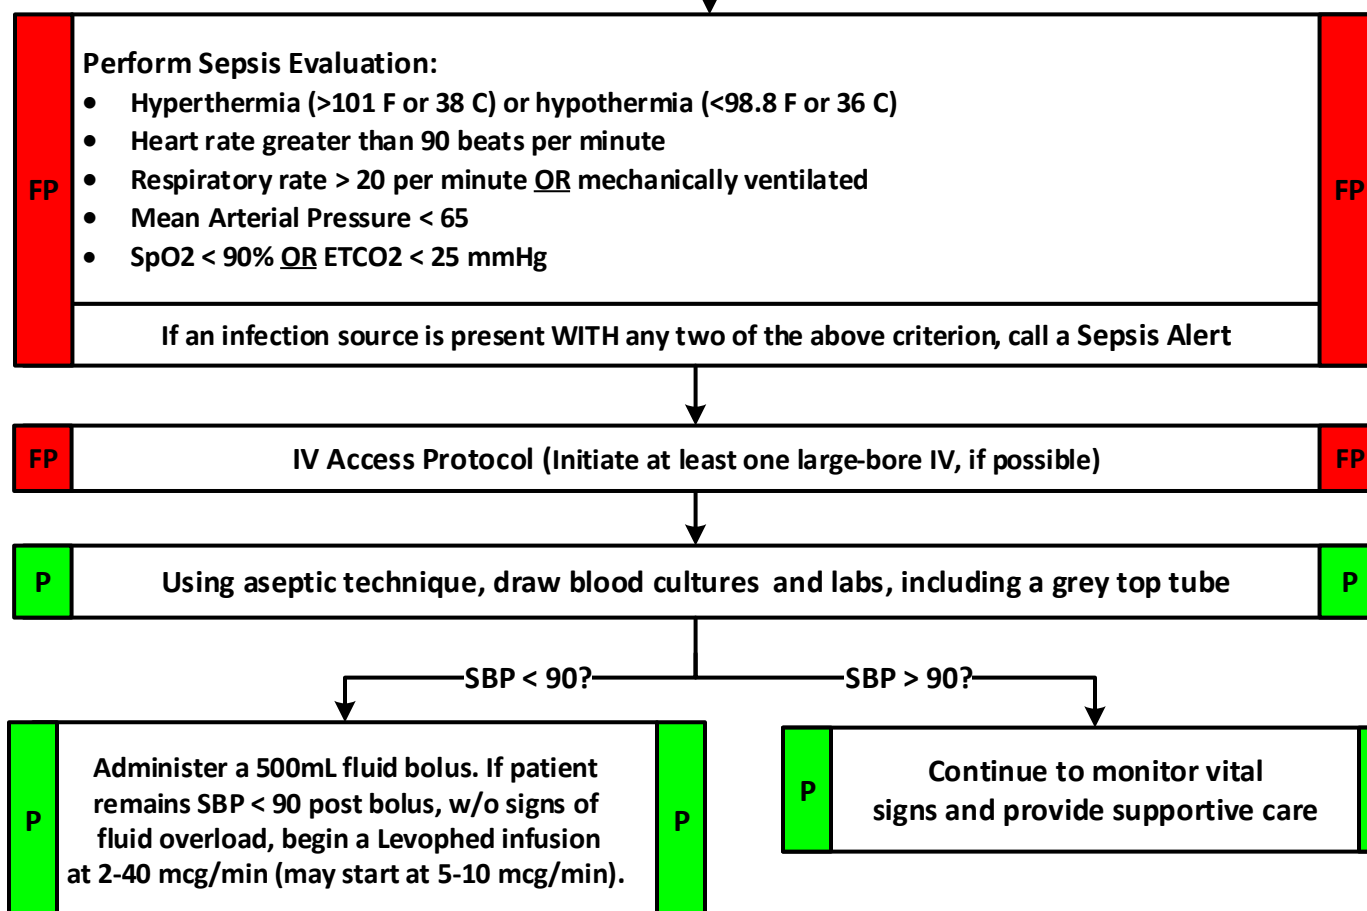 Perform Sepsis Evaluation:
• Hyperthermia (>101 F or 38 C) or hypothermia (<98.8 F or 36 C)
• Heart rate greater than 90 beats per minute
FP
• Respiratory rate > 20 per minute OR mechanically ventilated
FP
• Mean Arterial Pressure < 65
• SpO2 < 90% OR ETCO2 < 25 mmHg
If an infection source is present WITH any two of the above criterion, call a Sepsis Alert
FP
IV Access Protocol (Initiate at least one large-bore IV, if possible)
FP
P
Using aseptic technique, draw blood cultures and labs, including a grey top tube
P
SBP < 90?
SBP > 90?
P
Administer a 500mL fluid bolus. If patient
remains SBP < 90 post bolus, w/o signs of
fluid overload, begin a Levophed infusion
at 2-40 mcg/min (may start at 5-10 mcg/min).
P
P
Continue to monitor vital
signs and provide supportive care
P